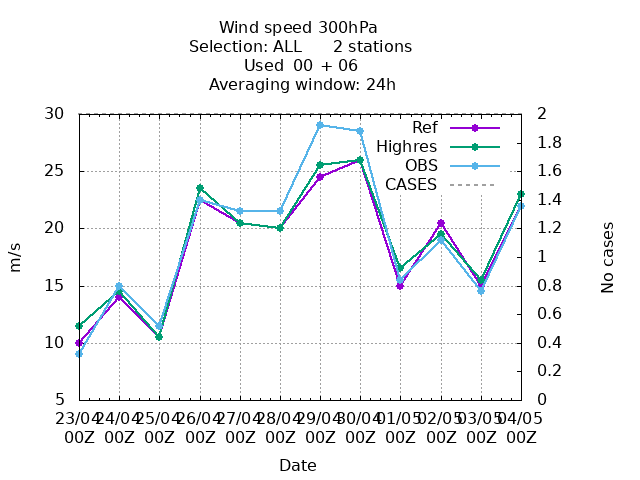 Wind speed 300hPa
Selection: ALL 2 stations
Used 00 + 06
Averaging window: 24h
30 2
Ref 1.8
Highres
25 1.6
OBS
CASES 1.4
20 1.2
m/s 1 No cases
15 0.8
0.6
10 0.4
0.2
5 0
23/04 24/04 25/04 26/04 27/04 28/04 29/04 30/04 01/05 02/05 03/05 04/05
00Z 00Z 00Z 00Z 00Z 00Z 00Z 00Z 00Z 00Z 00Z 00Z
Date